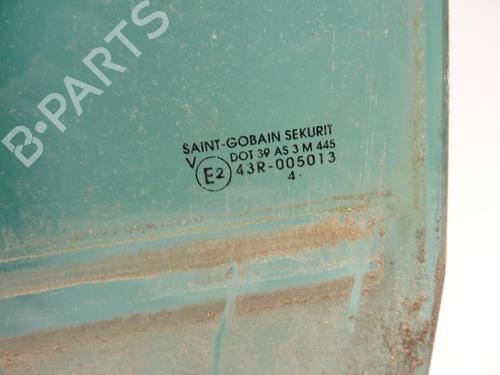 B-PARTS
SAINT-GOBAIN SEKURIT
V DOT 39 AS 3 M 445
E2 43R-005013
4.